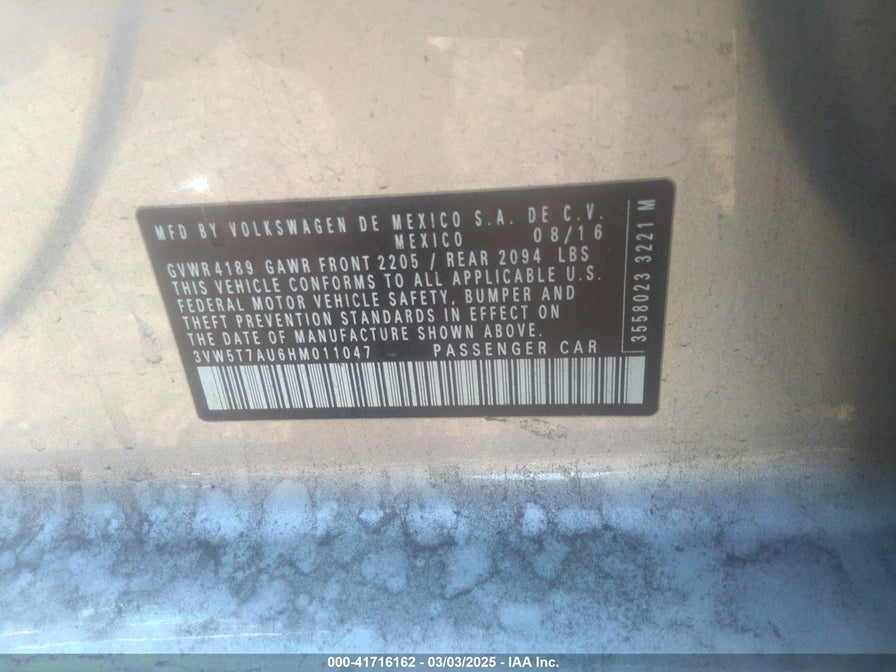 MFD BY VOLKSWAGEN DE MEXICO S.A. DE C.V.
MEXICO 08/16
GVWR4189 GAWR FRONT 2205 / REAR 2094 LBS
THIS VEHICLE CONFORMS TO ALL APPLICABLE U.S.
FEDERAL MOTOR VEHICLE SAFETY, BUMPER AND
THEFT PREVENTION STANDARDS IN EFFECT ON
THE DATE OF MANUFACTURE SHOWN ABOVE.
3VW5T7AU6HM011047 PASSENGER CAR
3558023 3221 M
000-41716162 - 03/03/2025 - IAA Inc.